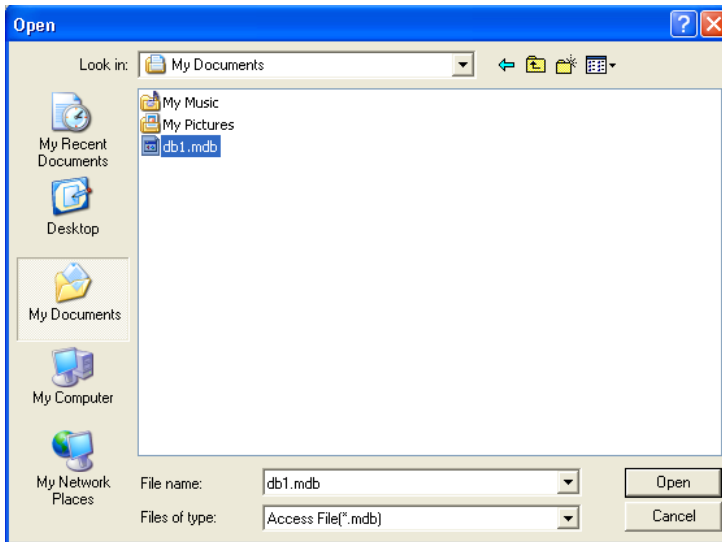 Open
Look in: My Documents
My Music
My Pictures
db1.mdb
My Recent
Documents
Desktop
My Documents
My Computer
My Network
Places
File name: db1.mdb Open
Files of type: Access File(*.mdb) Cancel